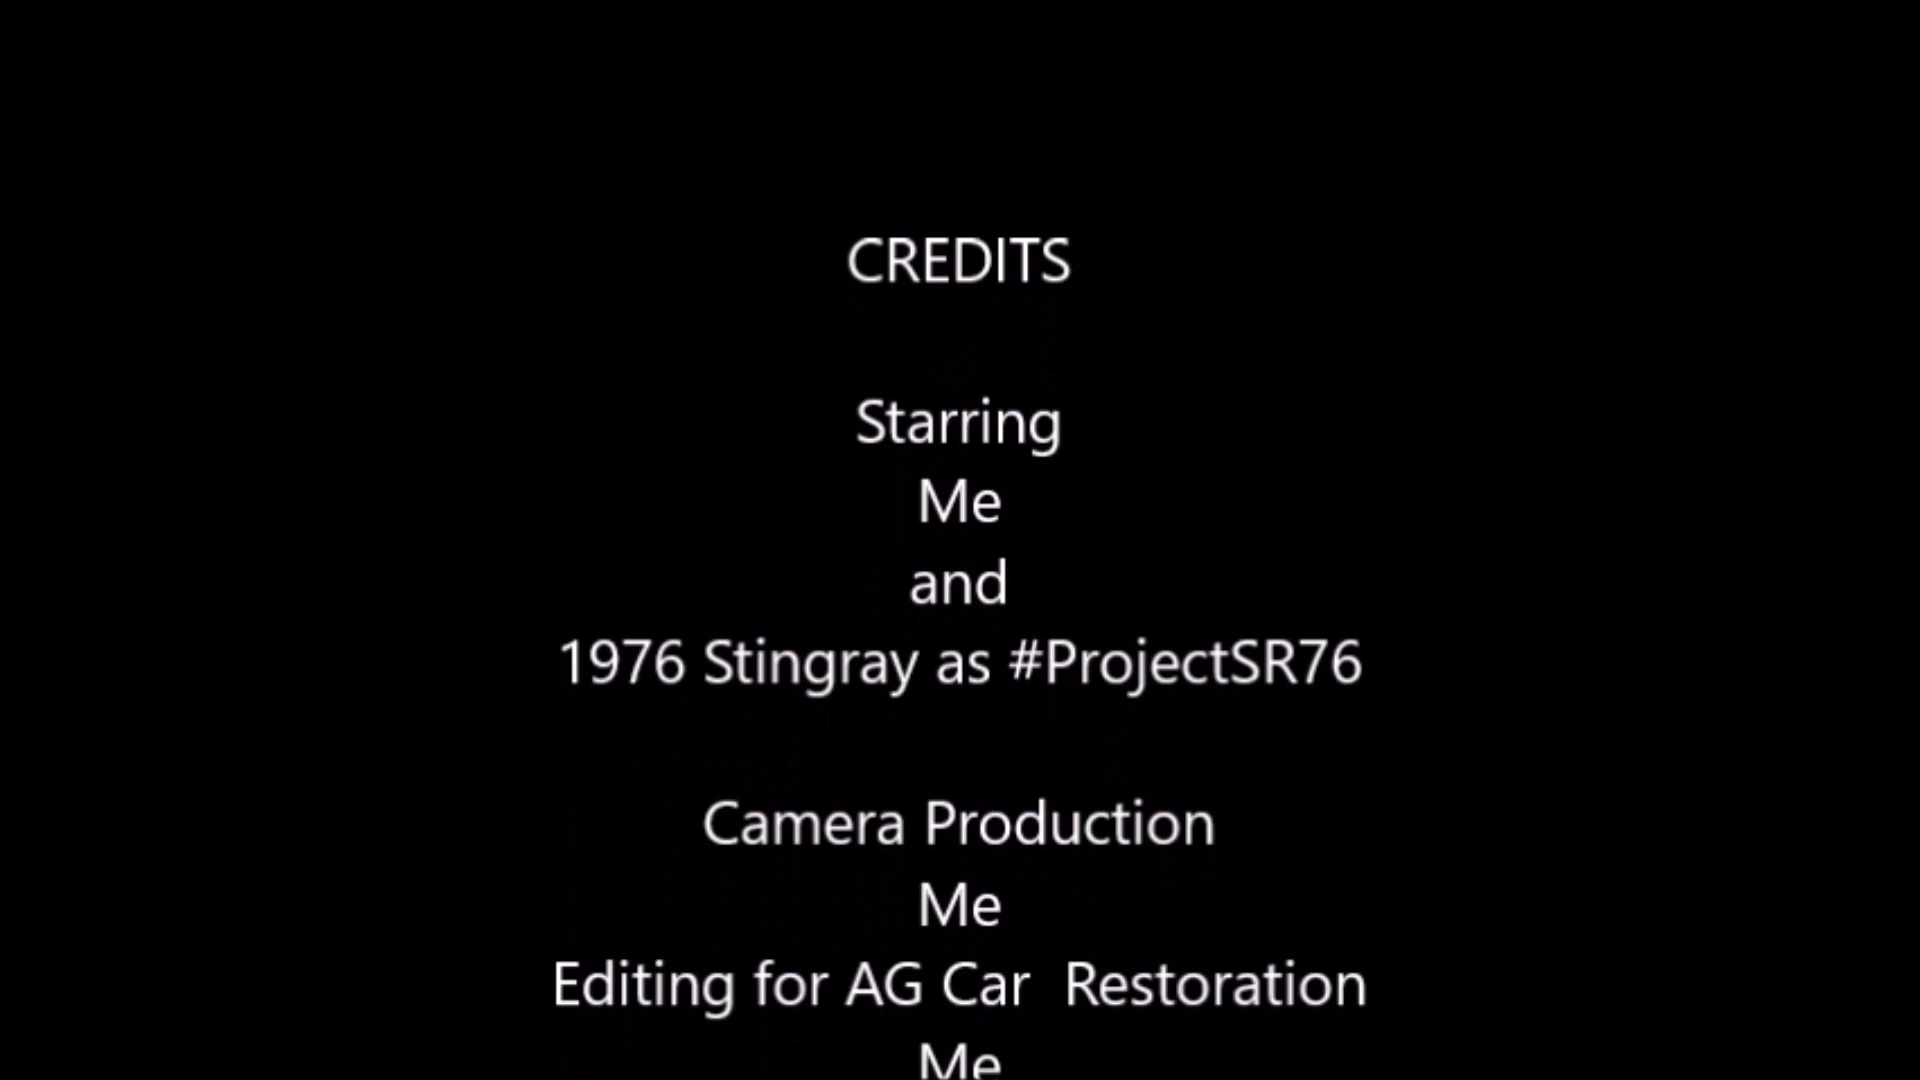 CREDITS
Starring
Me
and
1976 Stingray as #ProjectSR76
Camera Production
Me
Editing for AG Car  Restoration
Me